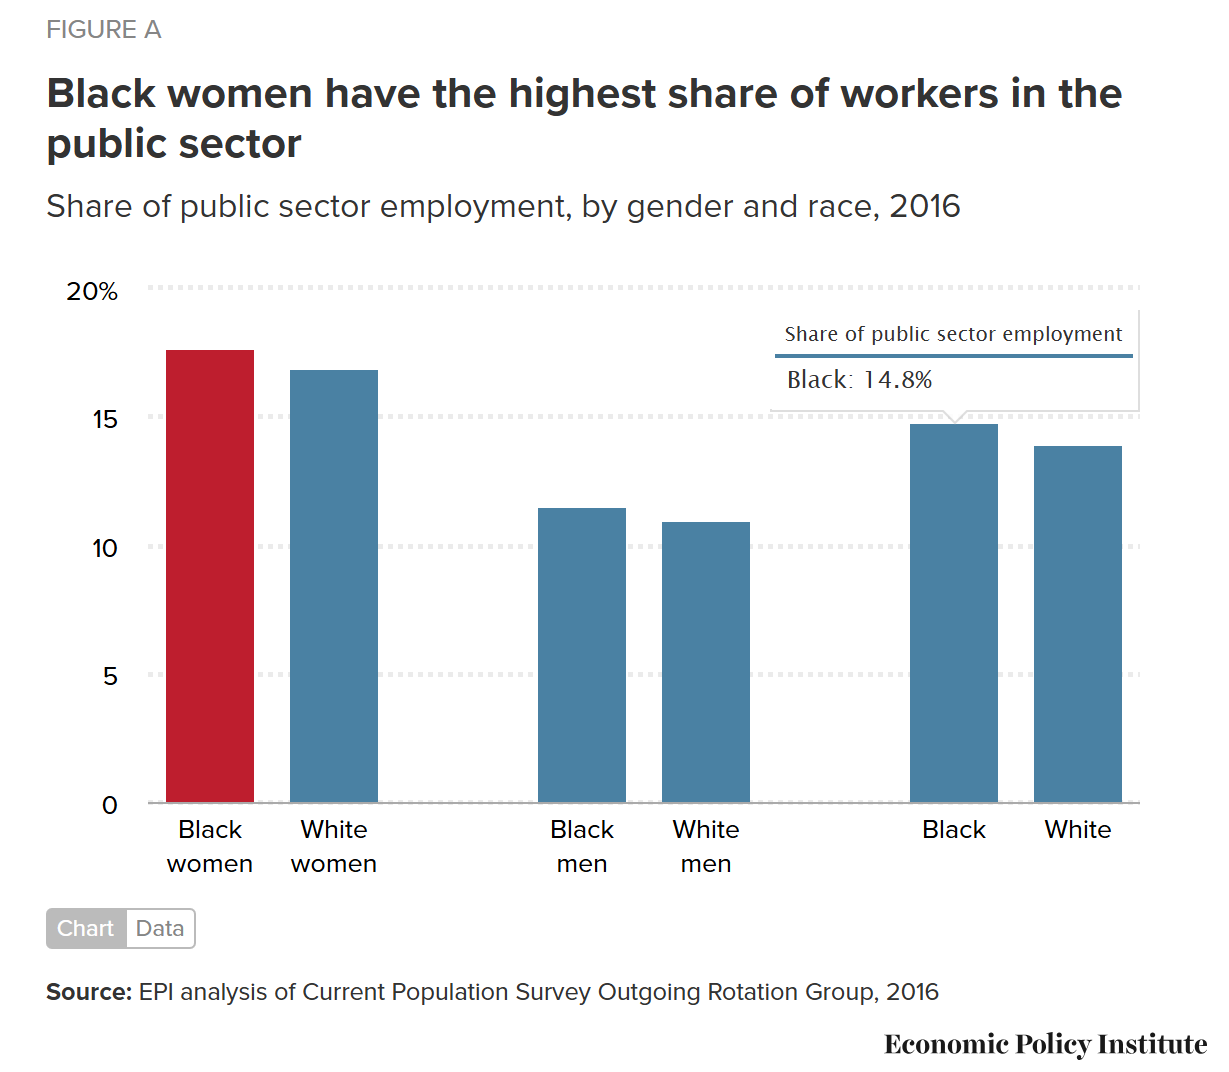 FIGURE A
Black women have the highest share of workers in the
public sector
Share of public sector employment, by gender and race, 2016
20%
Share of public sector employment
Black: 14.8%
15
10
5
0
Black women
White women
Black men
White men
Black
White
Chart Data
Source: EPI analysis of Current Population Survey Outgoing Rotation Group, 2016
Economic Policy Institute